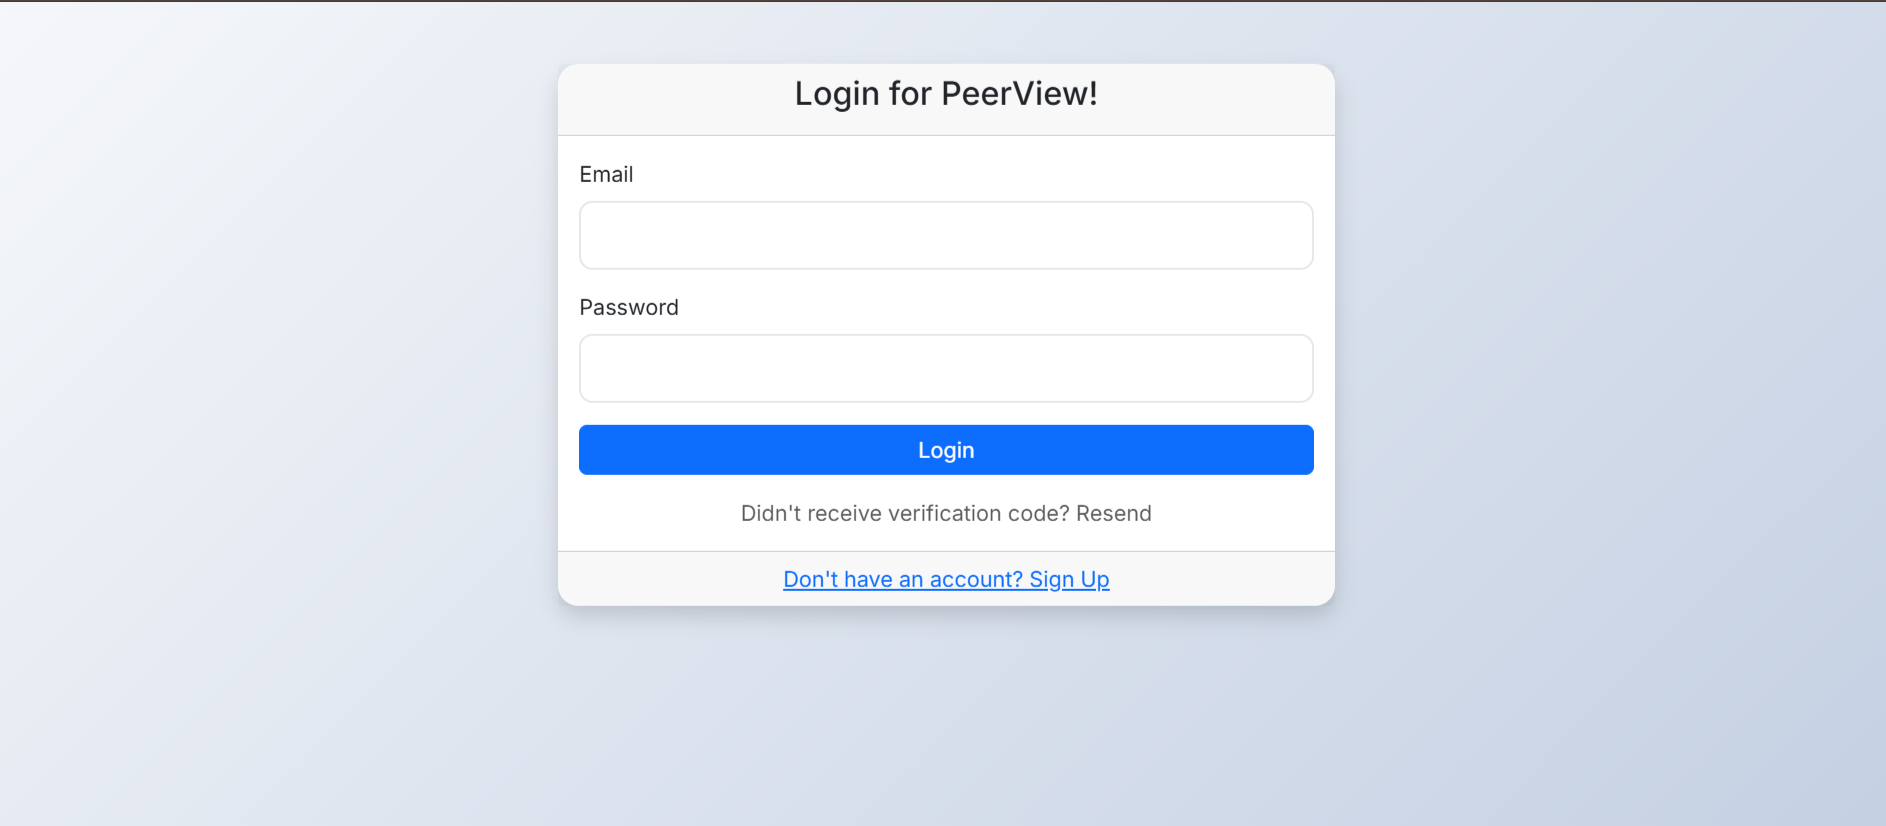 Login for PeerView!
Email
Password
Login
Didn't receive verification code? Resend
Don't have an account? Sign Up